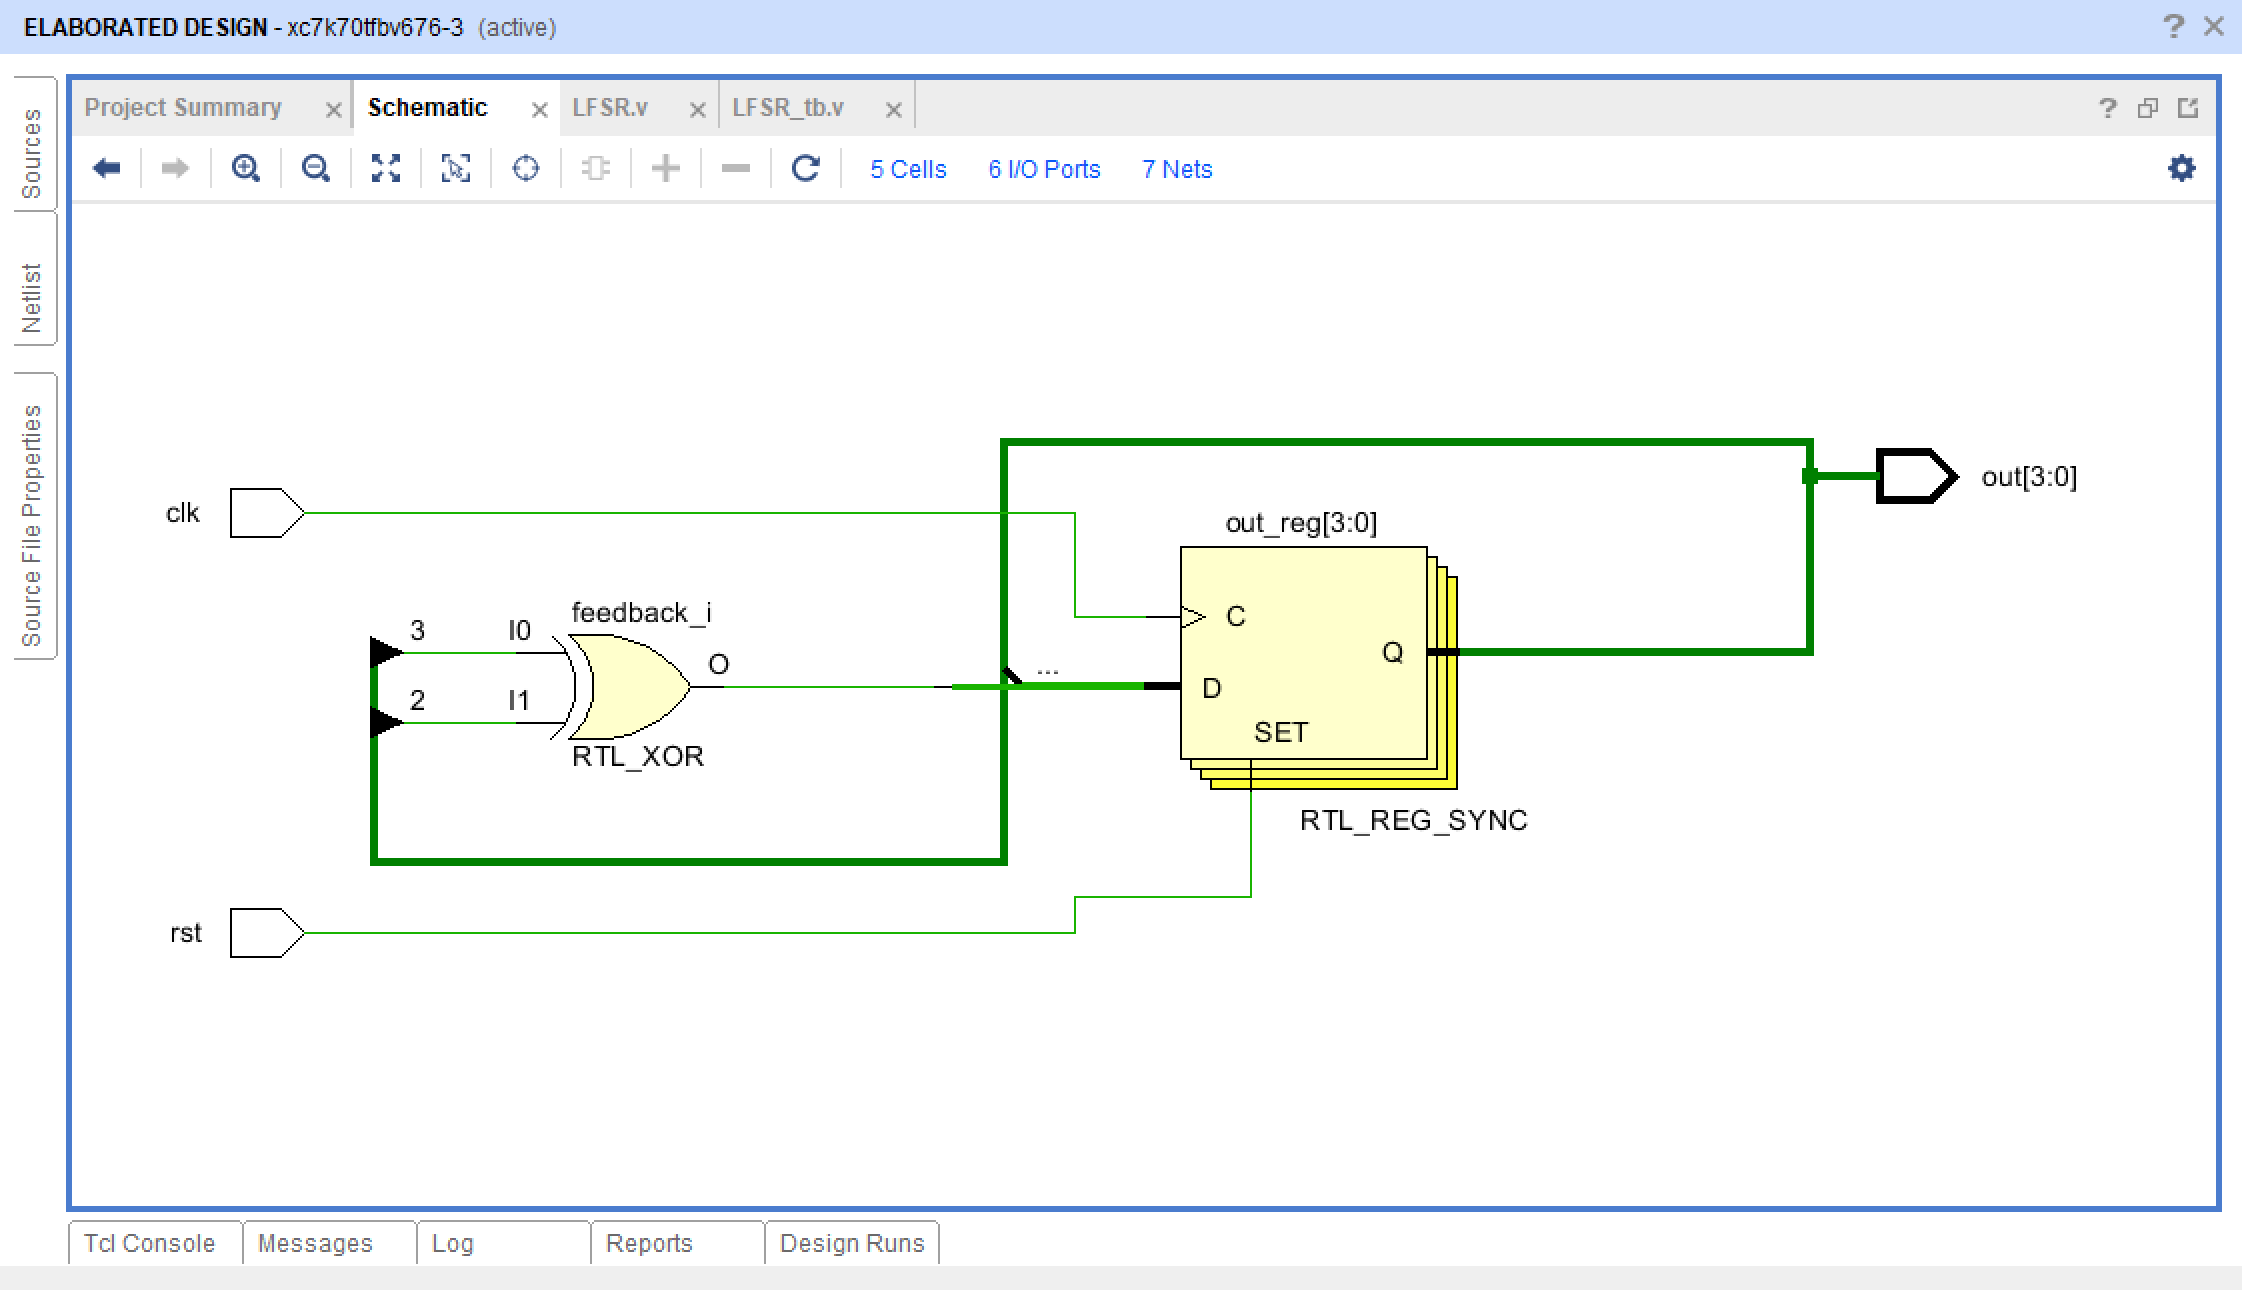 ELABORATED DESIGN - xc7k70tfbv676-3 (active)
Sources
Netlist
Source File Properties
Project Summary
Schematic
LFSR.v
LFSR_tb.v
5 Cells
6 I/O Ports
7 Nets
out[3:0]
clk
out_reg[3:0]
feedback_i
C
3
I0
O
...
Q
2
I1
D
SET
RTL_XOR
RTL_REG_SYNC
rst
Tcl Console
Messages
Log
Reports
Design Runs